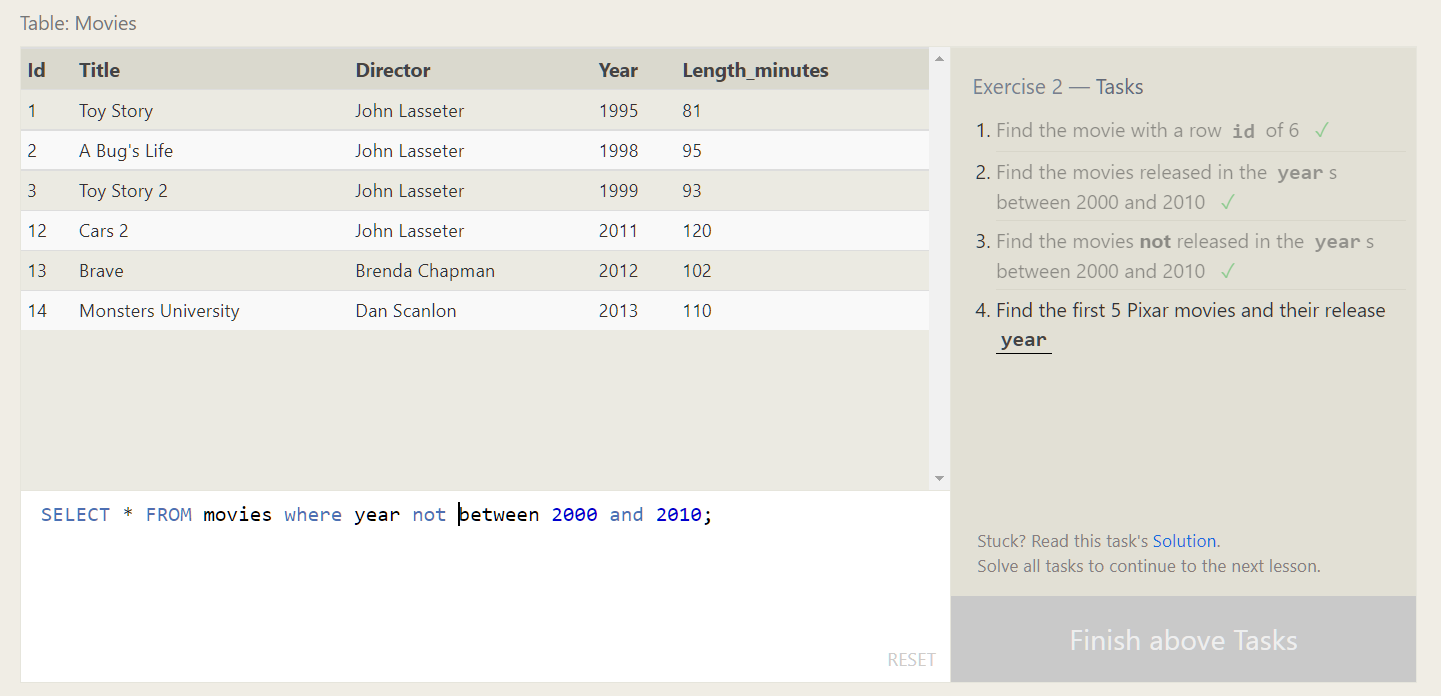 Table: Movies
Id Title Director Year Length_minutes
1 Toy Story John Lasseter 1995 81
2 A Bug's Life John Lasseter 1998 95
3 Toy Story 2 John Lasseter 1999 93
12 Cars 2 John Lasseter 2011 120
13 Brave Brenda Chapman 2012 102
14 Monsters University Dan Scanlon 2013 110
SELECT * FROM movies where year not between 2000 and 2010;
RESET
Exercise 2 — Tasks
1. Find the movie with a row id of 6 ✓
2. Find the movies released in the year s
between 2000 and 2010 ✓
3. Find the movies not released in the year s
between 2000 and 2010 ✓
4. Find the first 5 Pixar movies and their release
year
Stuck? Read this task's Solution.
Solve all tasks to continue to the next lesson.
Finish above Tasks